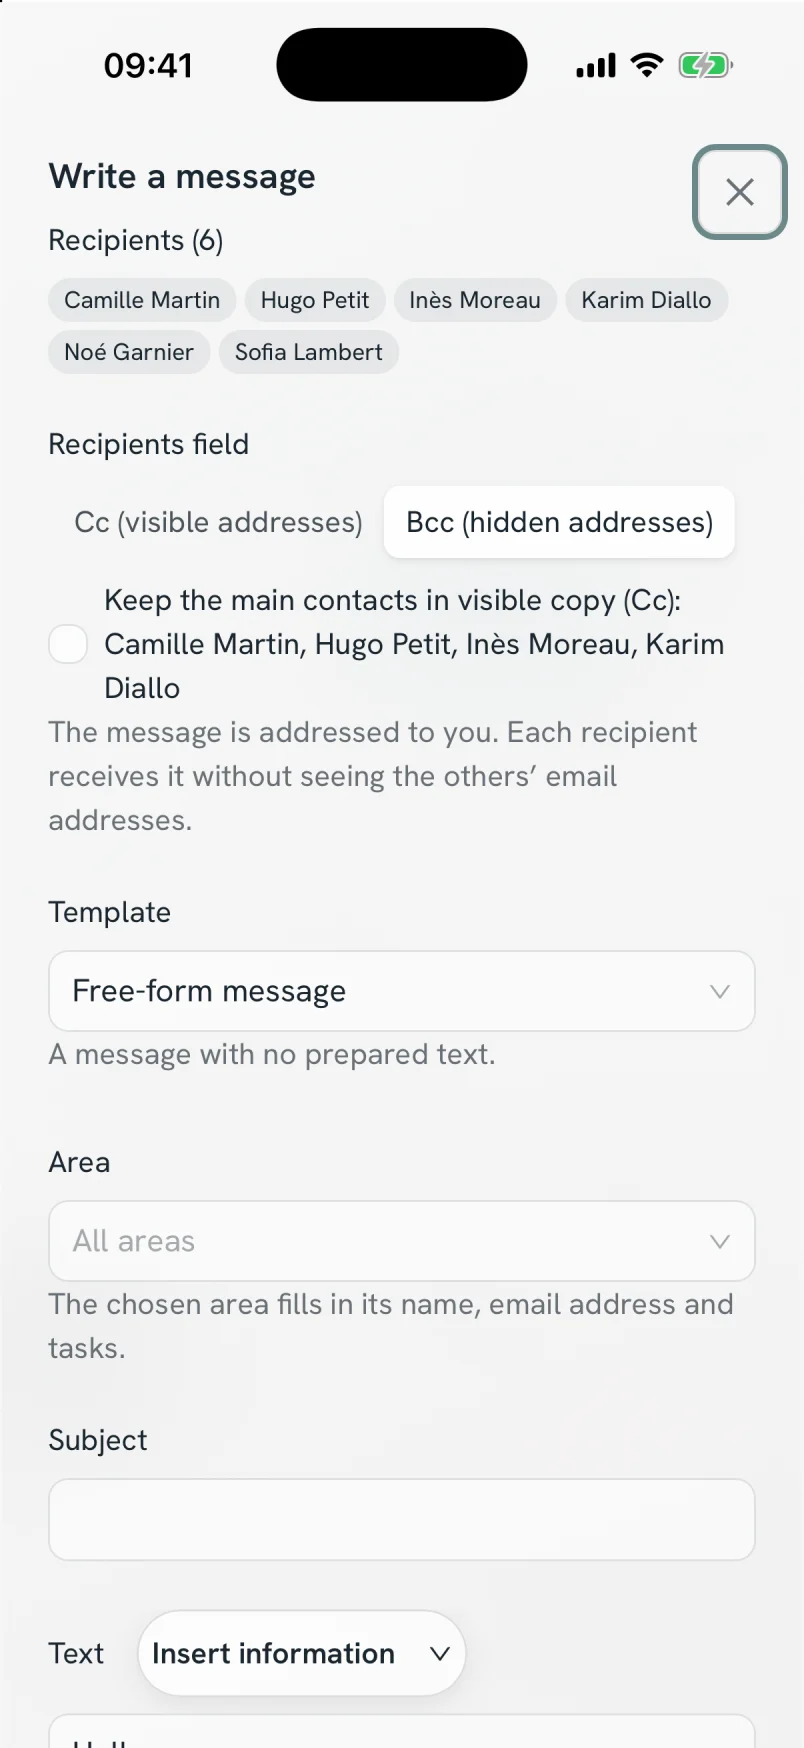 09:41
Write a message
Recipients (6)
Camille Martin Hugo Petit Inès Moreau Karim Diallo
Noé Garnier Sofia Lambert
Recipients field
Cc (visible addresses) Bcc (hidden addresses)
Keep the main contacts in visible copy (Cc):
Camille Martin, Hugo Petit, Inès Moreau, Karim
Diallo
The message is addressed to you. Each recipient
receives it without seeing the others’ email
addresses.
Template
Free-form message
A message with no prepared text.
Area
All areas
The chosen area fills in its name, email address and
tasks.
Subject
Text Insert information